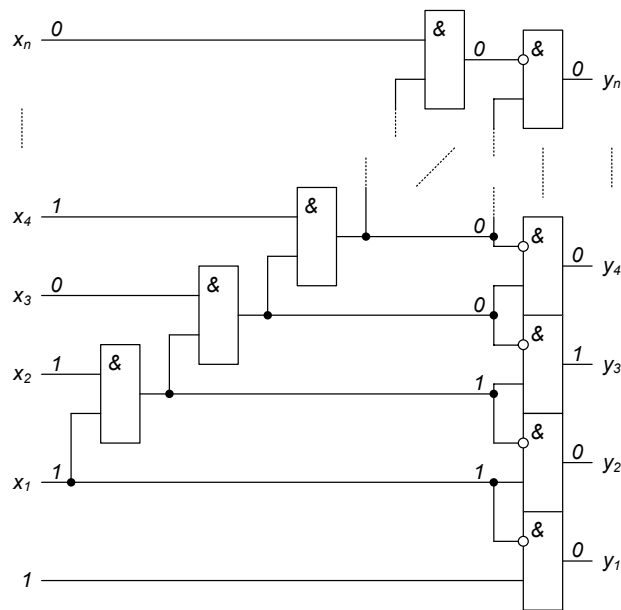 &
xₙ 0 0 & 0 yₙ
x₄ 1 & 0 & 0 y₄
x₃ 0 & 0 & 1 y₃
x₂ 1 & 1 & 0 y₂
x₁ 1 1 & 0 y₁
1